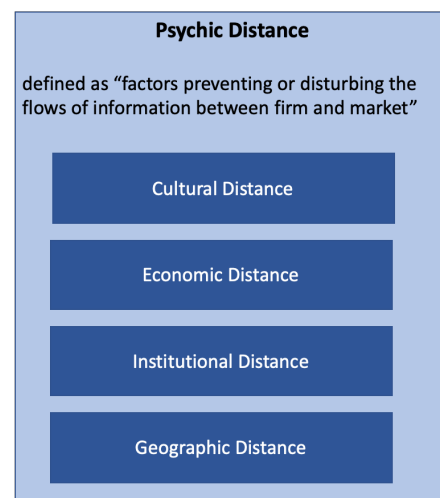 Psychic Distance
defined as “factors preventing or disturbing the
flows of information between firm and market”
Cultural Distance
Economic Distance
Institutional Distance
Geographic Distance